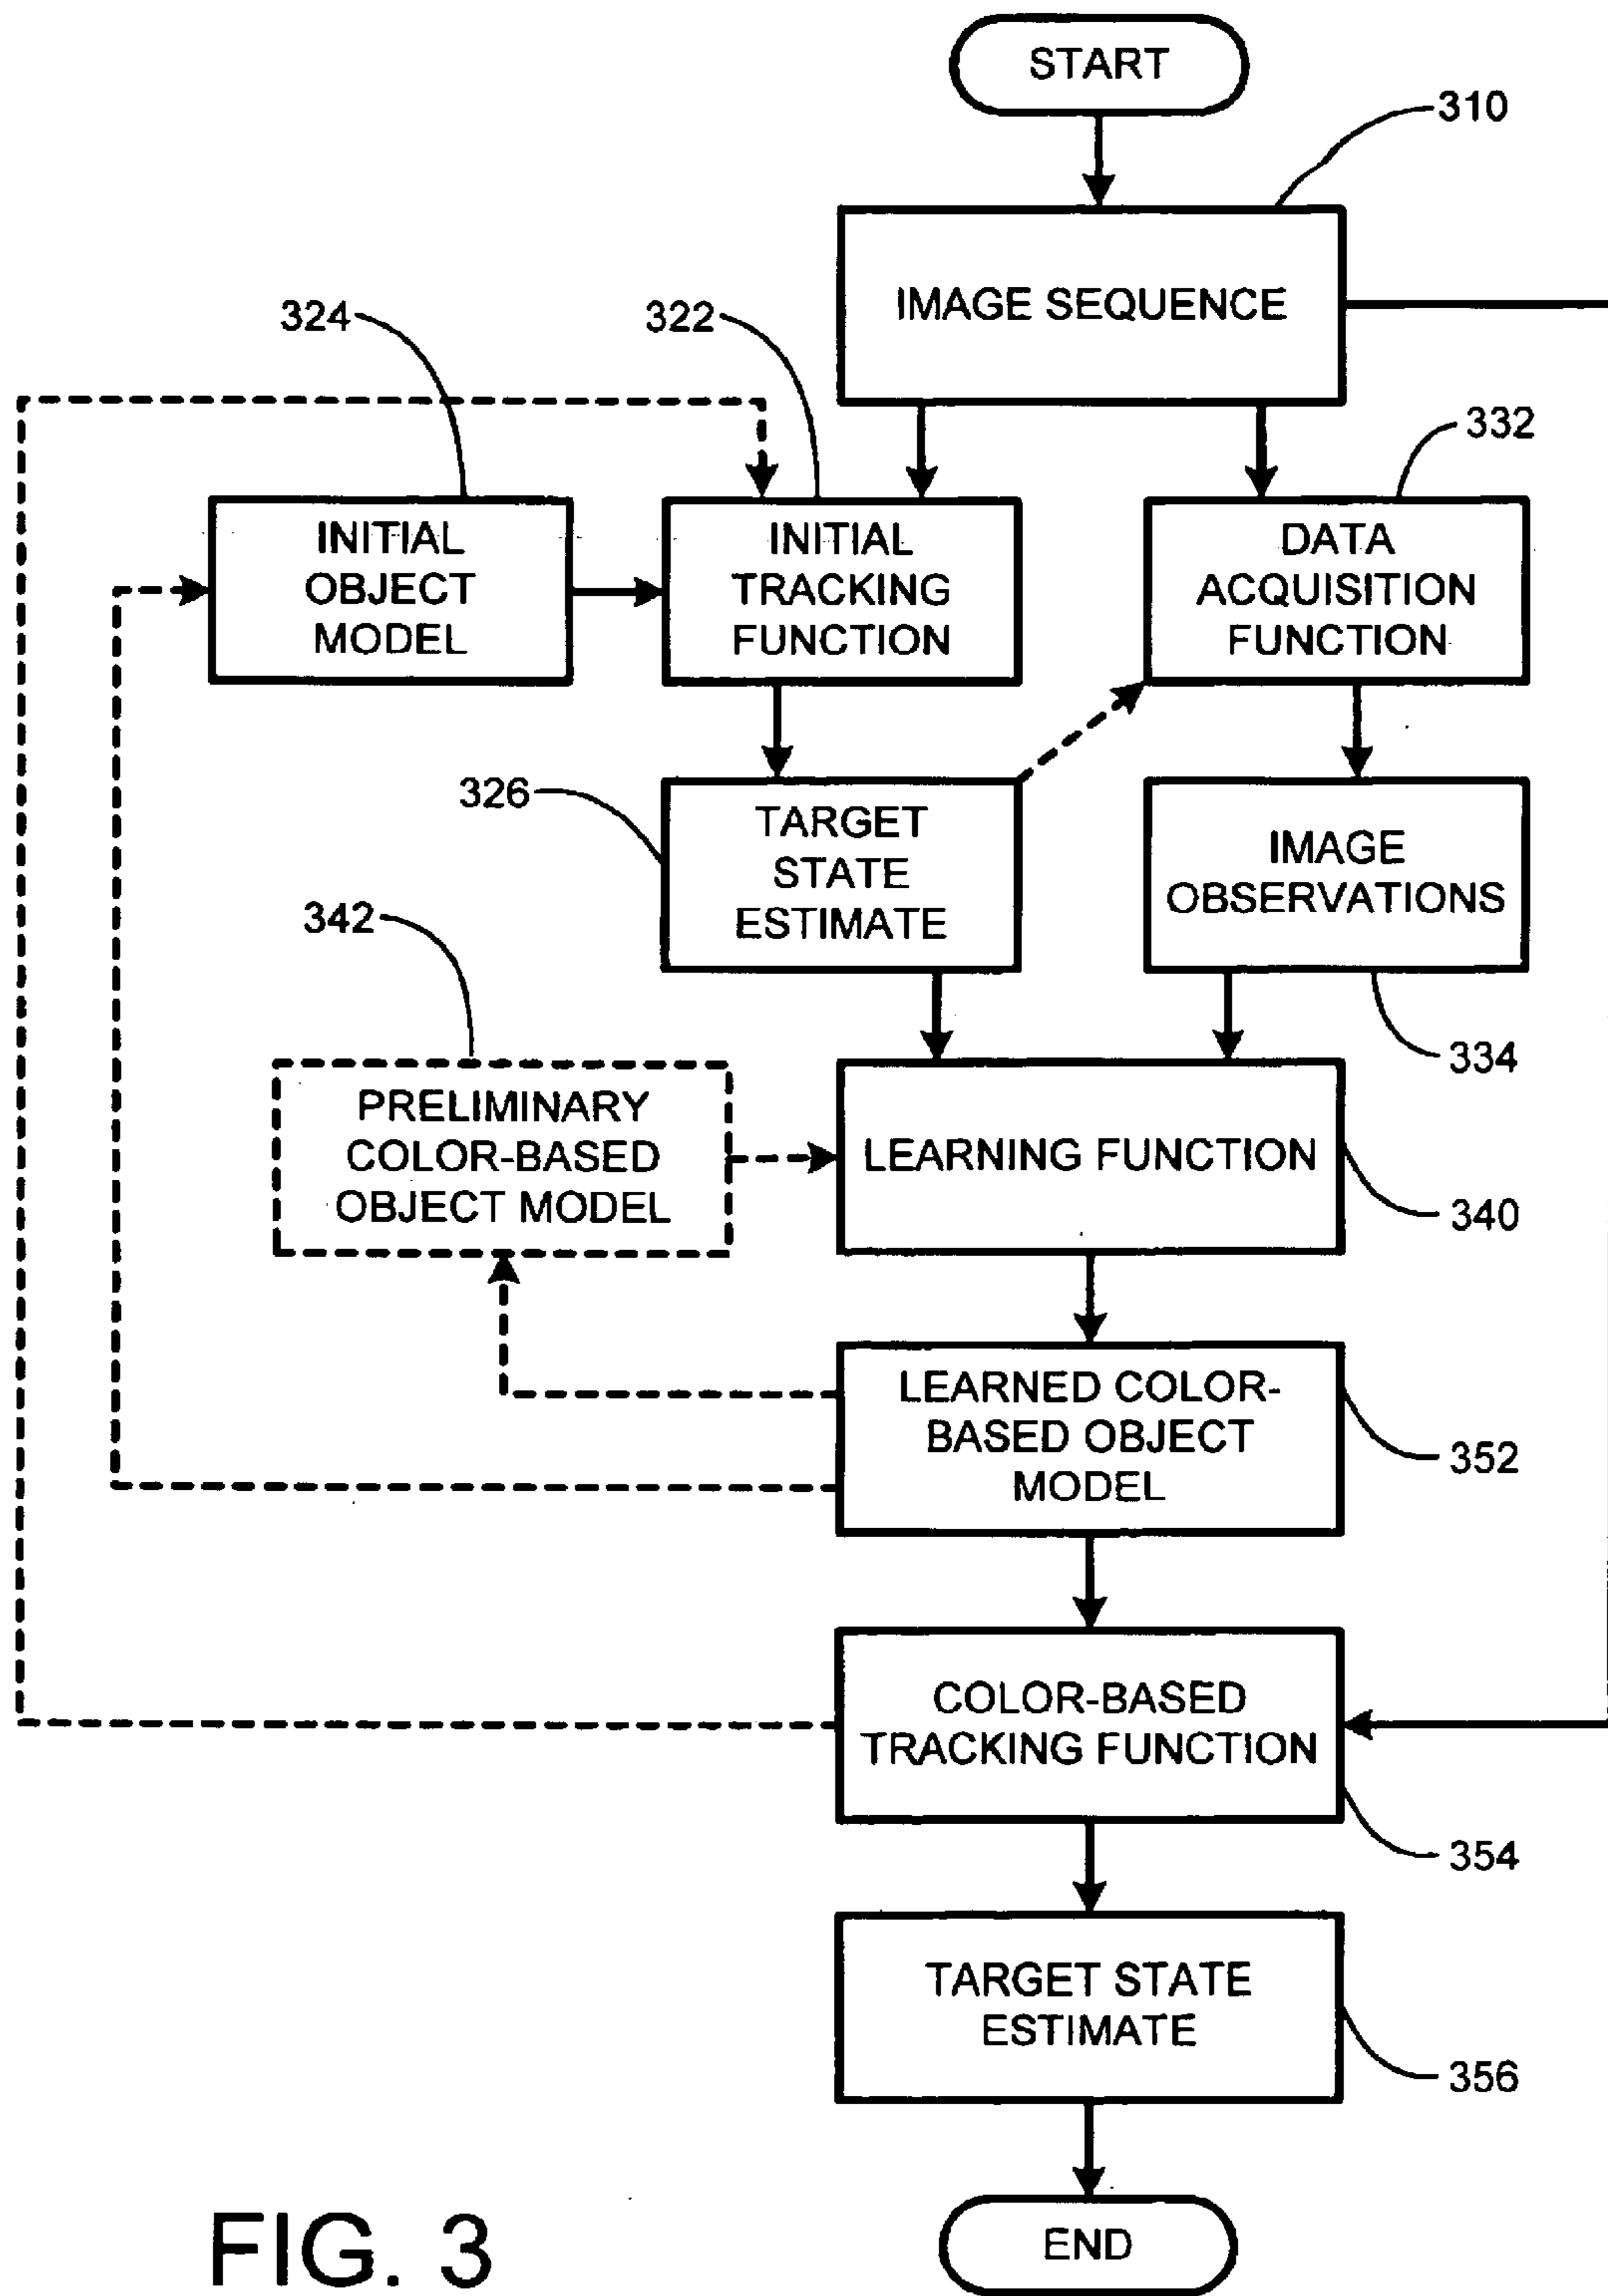 START
310
IMAGE SEQUENCE
324
322
332
INITIAL
OBJECT
MODEL
INITIAL
TRACKING
FUNCTION
DATA
ACQUISITION
FUNCTION
326
TARGET
STATE
ESTIMATE
IMAGE
OBSERVATIONS
342
334
PRELIMINARY
COLOR-BASED
OBJECT MODEL
LEARNING FUNCTION
340
LEARNED COLOR-
BASED OBJECT
MODEL
352
COLOR-BASED
TRACKING FUNCTION
354
TARGET STATE
ESTIMATE
356
END
FIG. 3